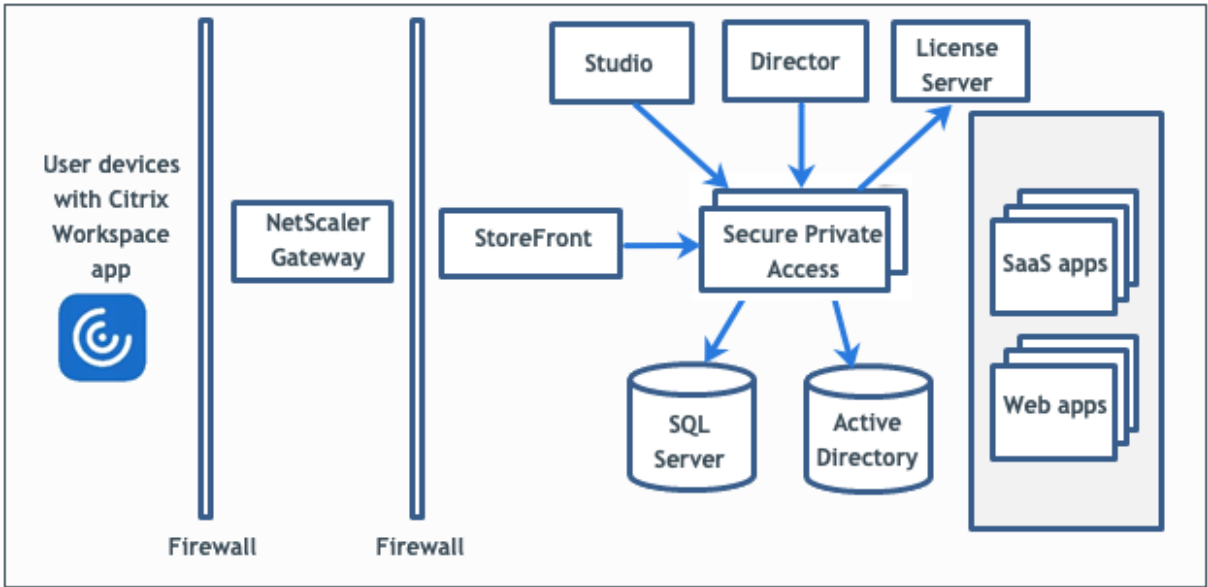 User devices
with Citrix
Workspace
app
Firewall
NetScaler
Gateway
Firewall
StoreFront
Studio
Director
License
Server
Secure Private
Access
SQL
Server
Active
Directory
SaaS apps
Web apps